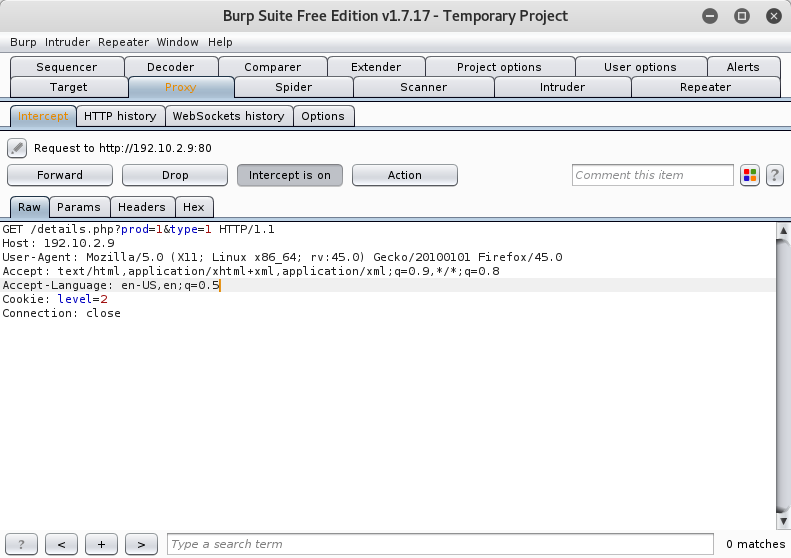 Burp Suite Free Edition v1.7.17 - Temporary Project
Burp Intruder Repeater Window Help
Sequencer Decoder Comparer Extender Project options User options Alerts
Target Proxy Spider Scanner Intruder Repeater
Intercept HTTP history WebSockets history Options
Request to http://192.10.2.9:80
Forward Drop Intercept is on Action Comment this item ?
Raw Params Headers Hex
GET /details.php?prod=1&type=1 HTTP/1.1
Host: 192.10.2.9
User-Agent: Mozilla/5.0 (X11; Linux x86_64; rv:45.0) Gecko/20100101 Firefox/45.0
Accept: text/html,application/xhtml+xml,application/xml;q=0.9,*/*;q=0.8
Accept-Language: en-US,en;q=0.5
Cookie: level=2
Connection: close
? < + > Type a search term 0 matches